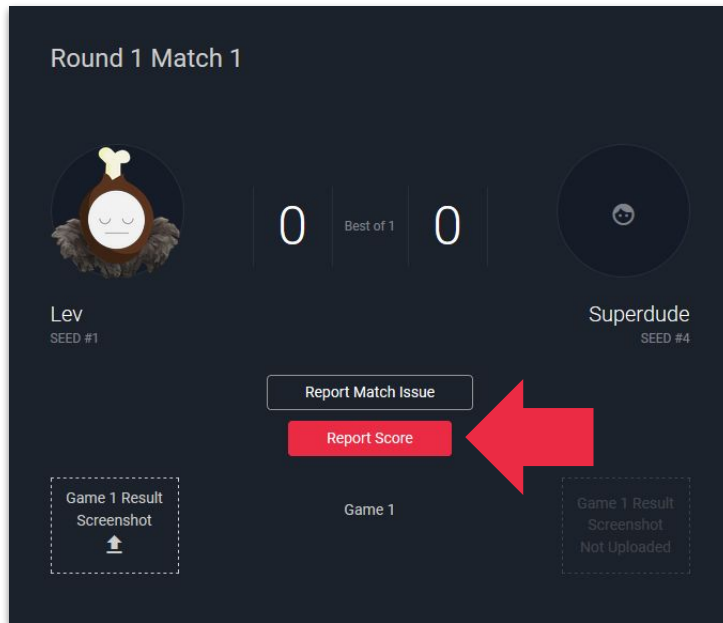 Round 1 Match 1
0
Best of 1
0
Lev
SEED #1
Superdude
SEED #4
Report Match Issue
Report Score
Game 1 Result
Screenshot
Game 1
Game 1 Result
Screenshot
Not Uploaded